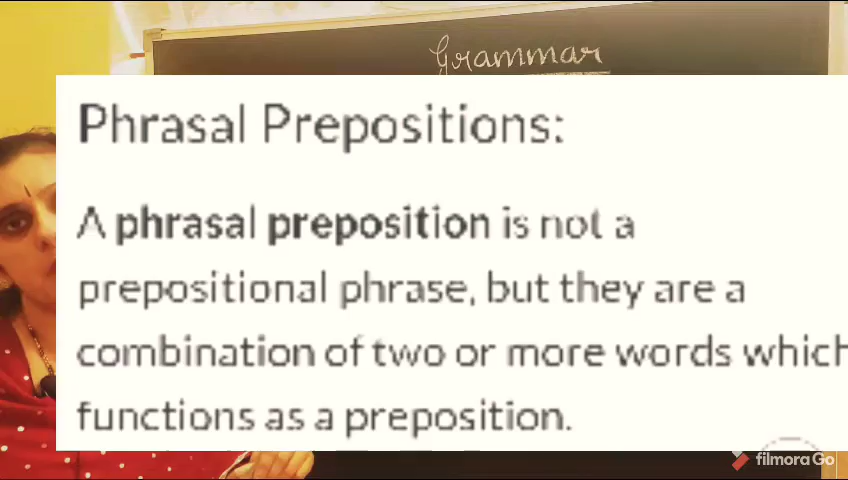 Grammar
Phrasal Prepositions:
A phrasal preposition is not a
prepositional phrase, but they are a
combination of two or more words which
functions as a preposition.
filmora Go